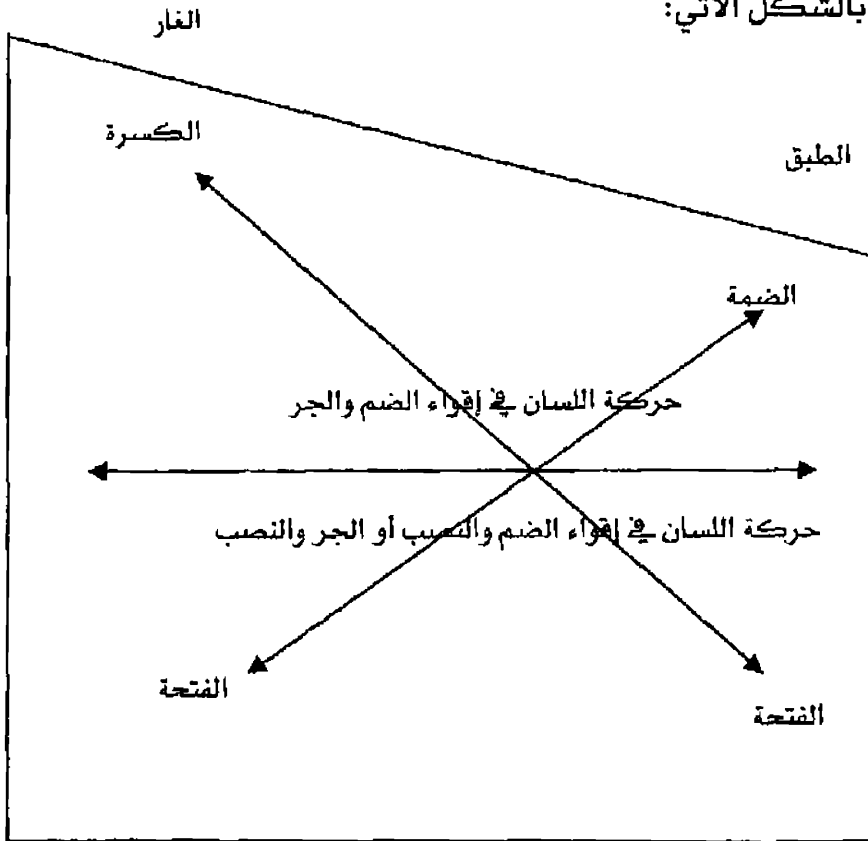 بالشكل الآتي:
الغار
الكسرة
الطبق
الضمة
حركة اللسان في إقواء الضم والجر
حركة اللسان في إقواء الضم والنصب أو الجر والنصب
الفتحة
الفتحة